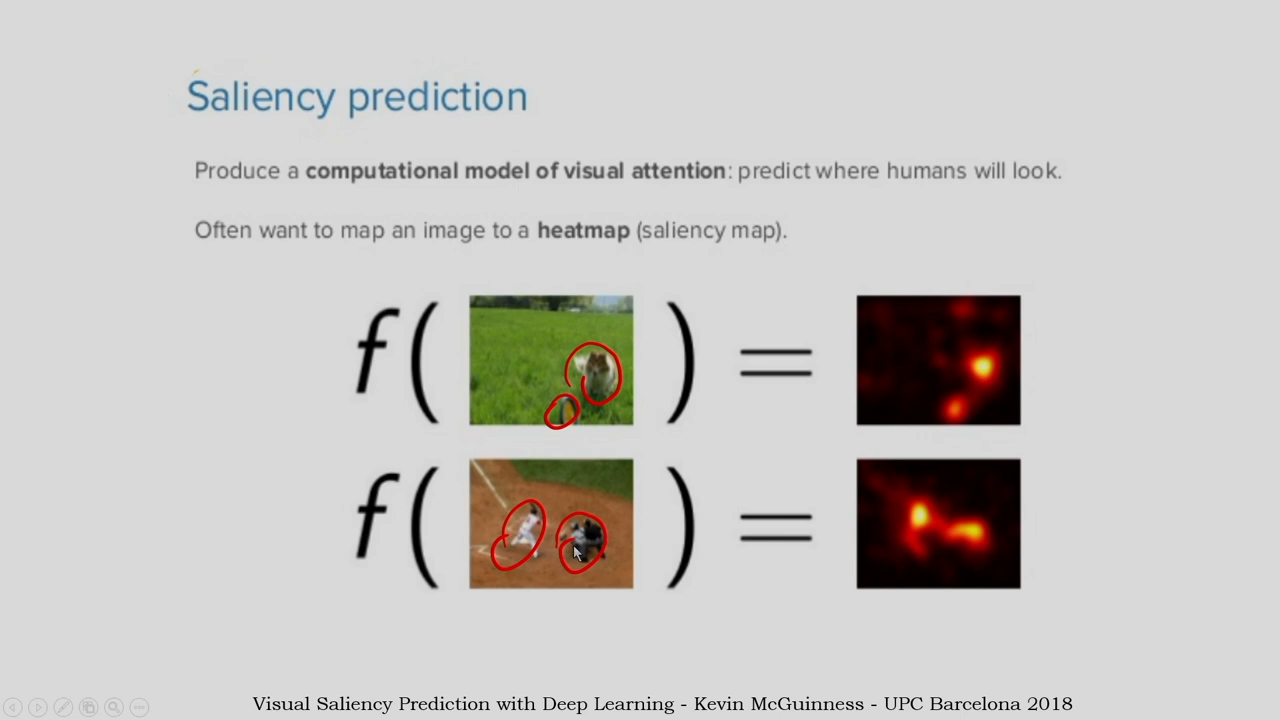 Saliency prediction
Produce a computational model of visual attention: predict where humans will look.
Often want to map an image to a heatmap (saliency map).
f( ) =
f( ) =
Visual Saliency Prediction with Deep Learning - Kevin McGuinness - UPC Barcelona 2018